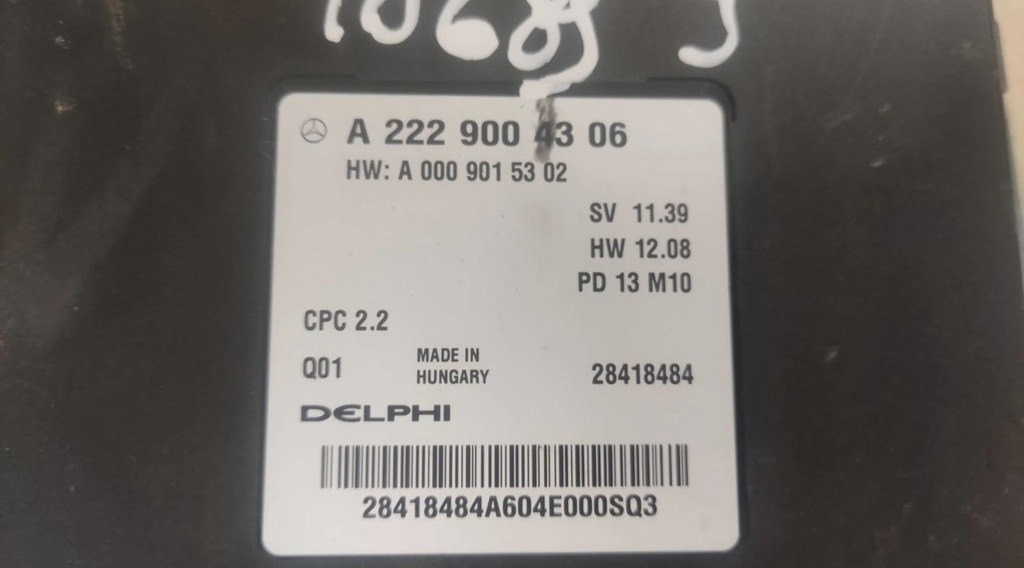 A 222 900 43 06
HW: A 000 901 53 02
SV 11.39
HW 12.08
PD 13 M10
CPC 2.2
Q01
MADE IN
HUNGARY
28418484
DELPHI
28418484A604E000SQ3